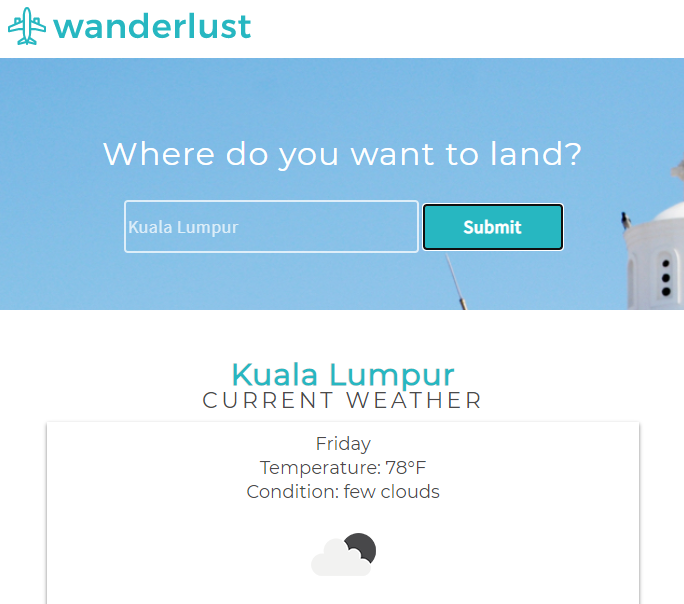 wanderlust
Where do you want to land?
Kuala Lumpur
Submit
Kuala Lumpur
CURRENT WEATHER
Friday
Temperature: 78°F
Condition: few clouds